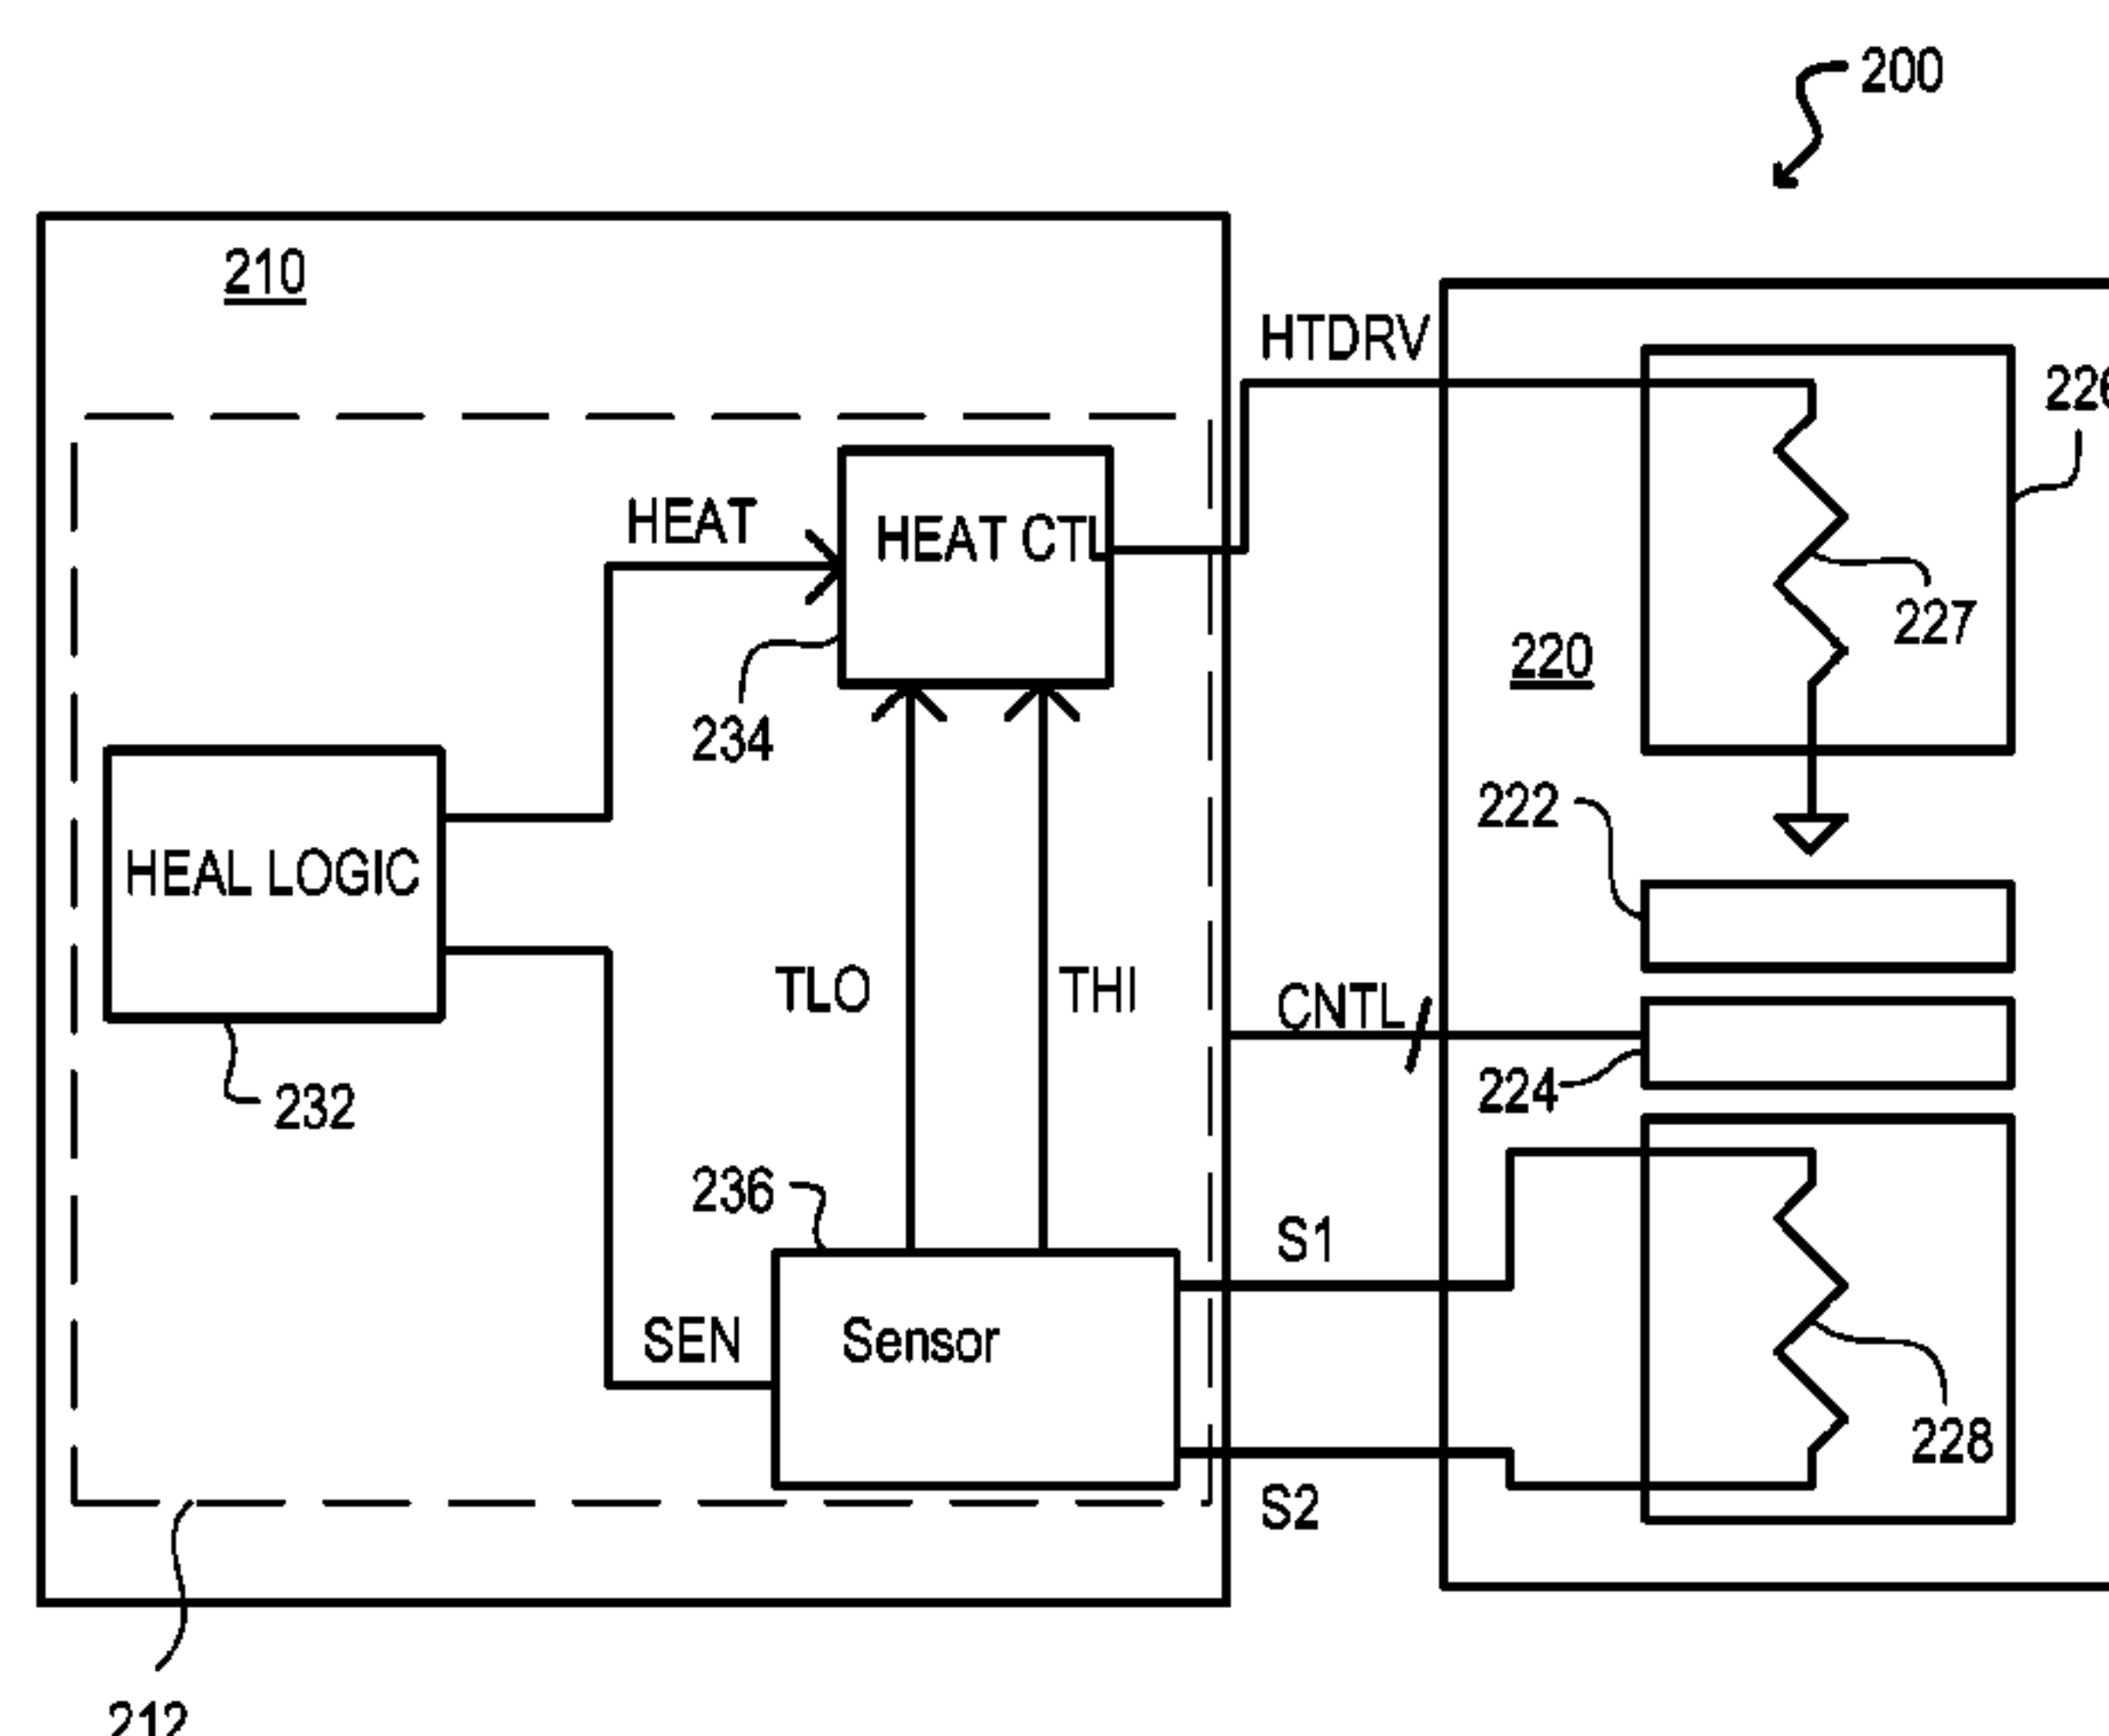 200
210
HTDRV
226
HEAT
HEAT CTL
227
220
234
222
HEAL LOGIC
TLO
THI
CNTL
224
232
236
S1
SEN
Sensor
228
S2
212